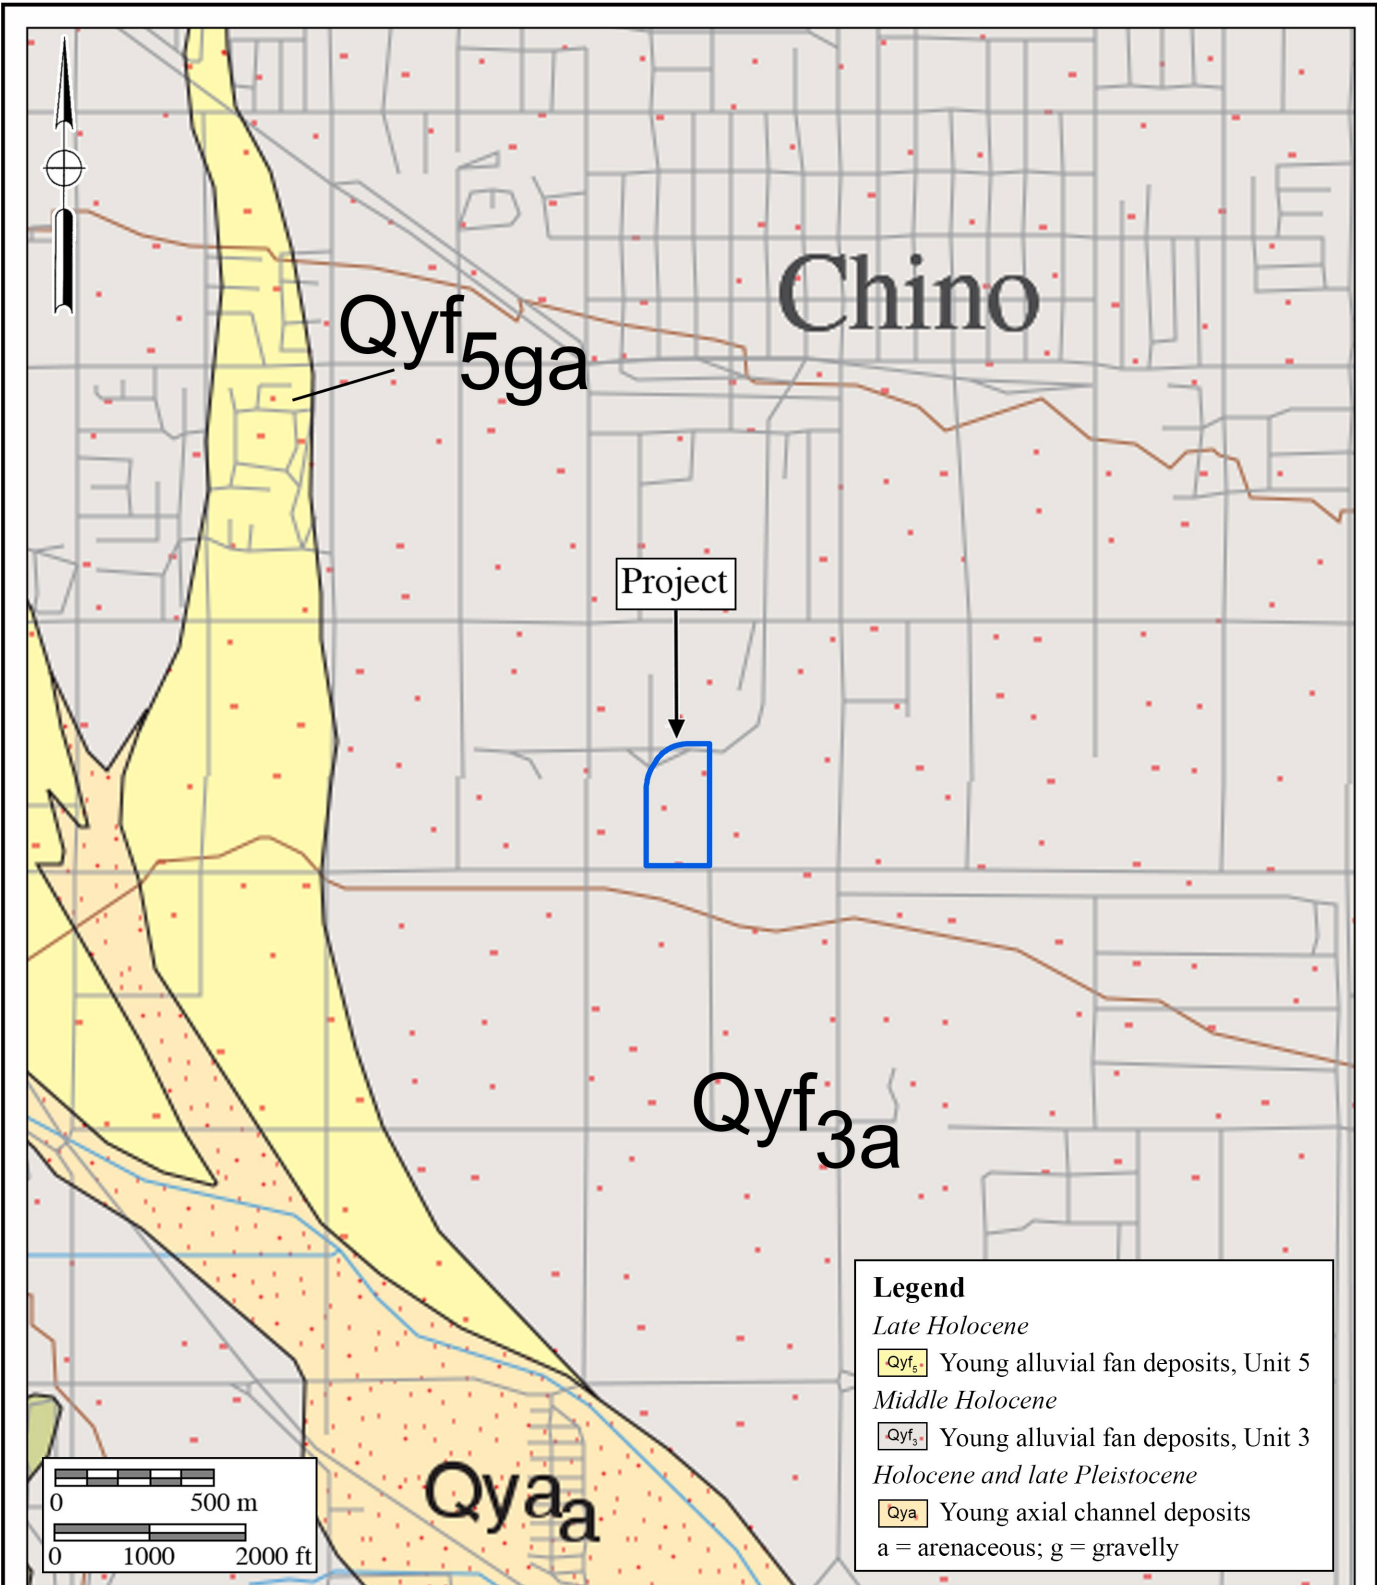 Chino
Qyf5ga
Project
Qyf3a
Qyaa
Legend
Late Holocene
Qyf5 Young alluvial fan deposits, Unit 5
Middle Holocene
Qyf3 Young alluvial fan deposits, Unit 3
Holocene and late Pleistocene
Qya Young axial channel deposits
a = arenaceous; g = gravelly
0 500 m
0 1000 2000 ft